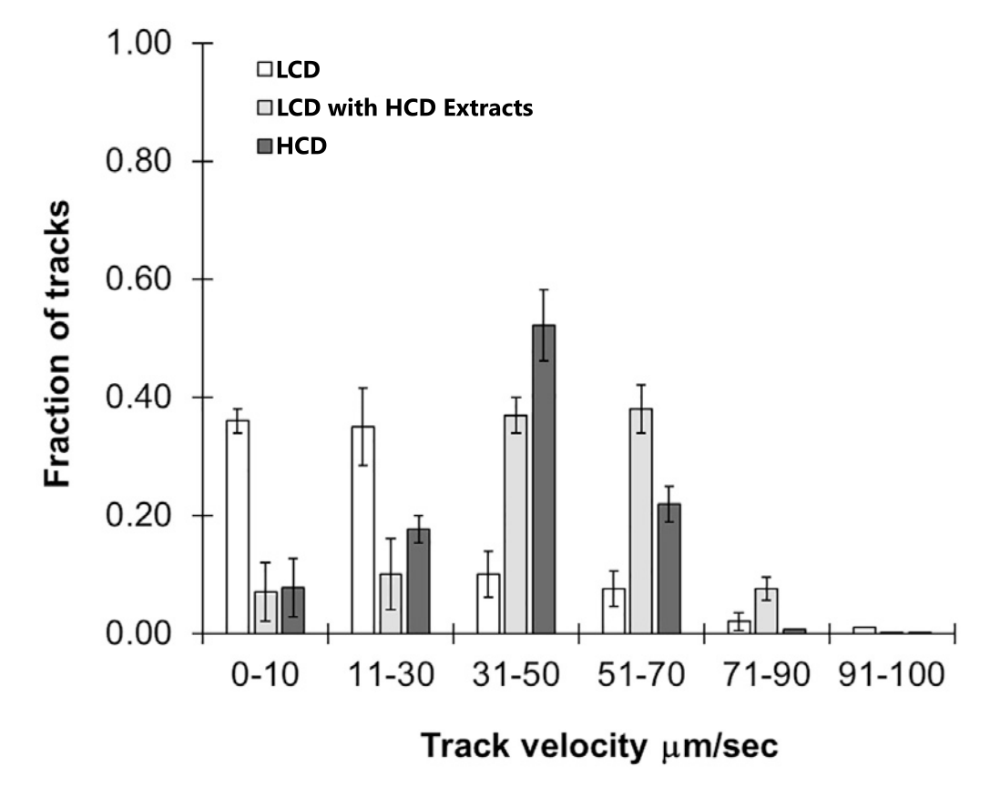 1.00
LCD
LCD with HCD Extracts
HCD
0.80
0.60
0.40
0.20
0.00
Fraction of tracks
0-10 11-30 31-50 51-70 71-90 91-100
Track velocity μm/sec